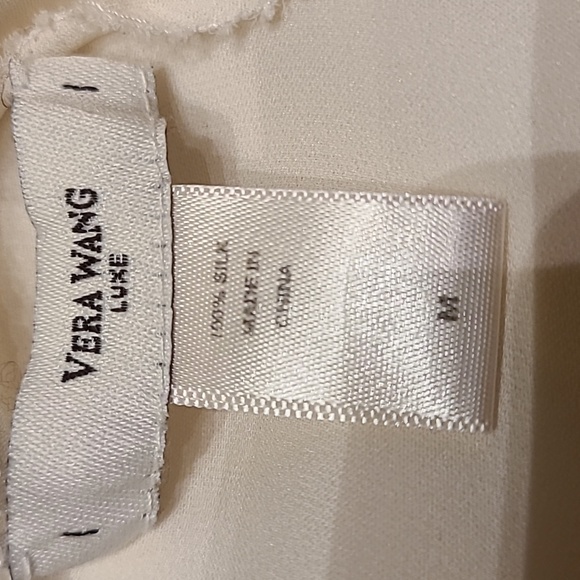 VERA WANG
LUXE
100% SILK
MADE IN
CHINA
M